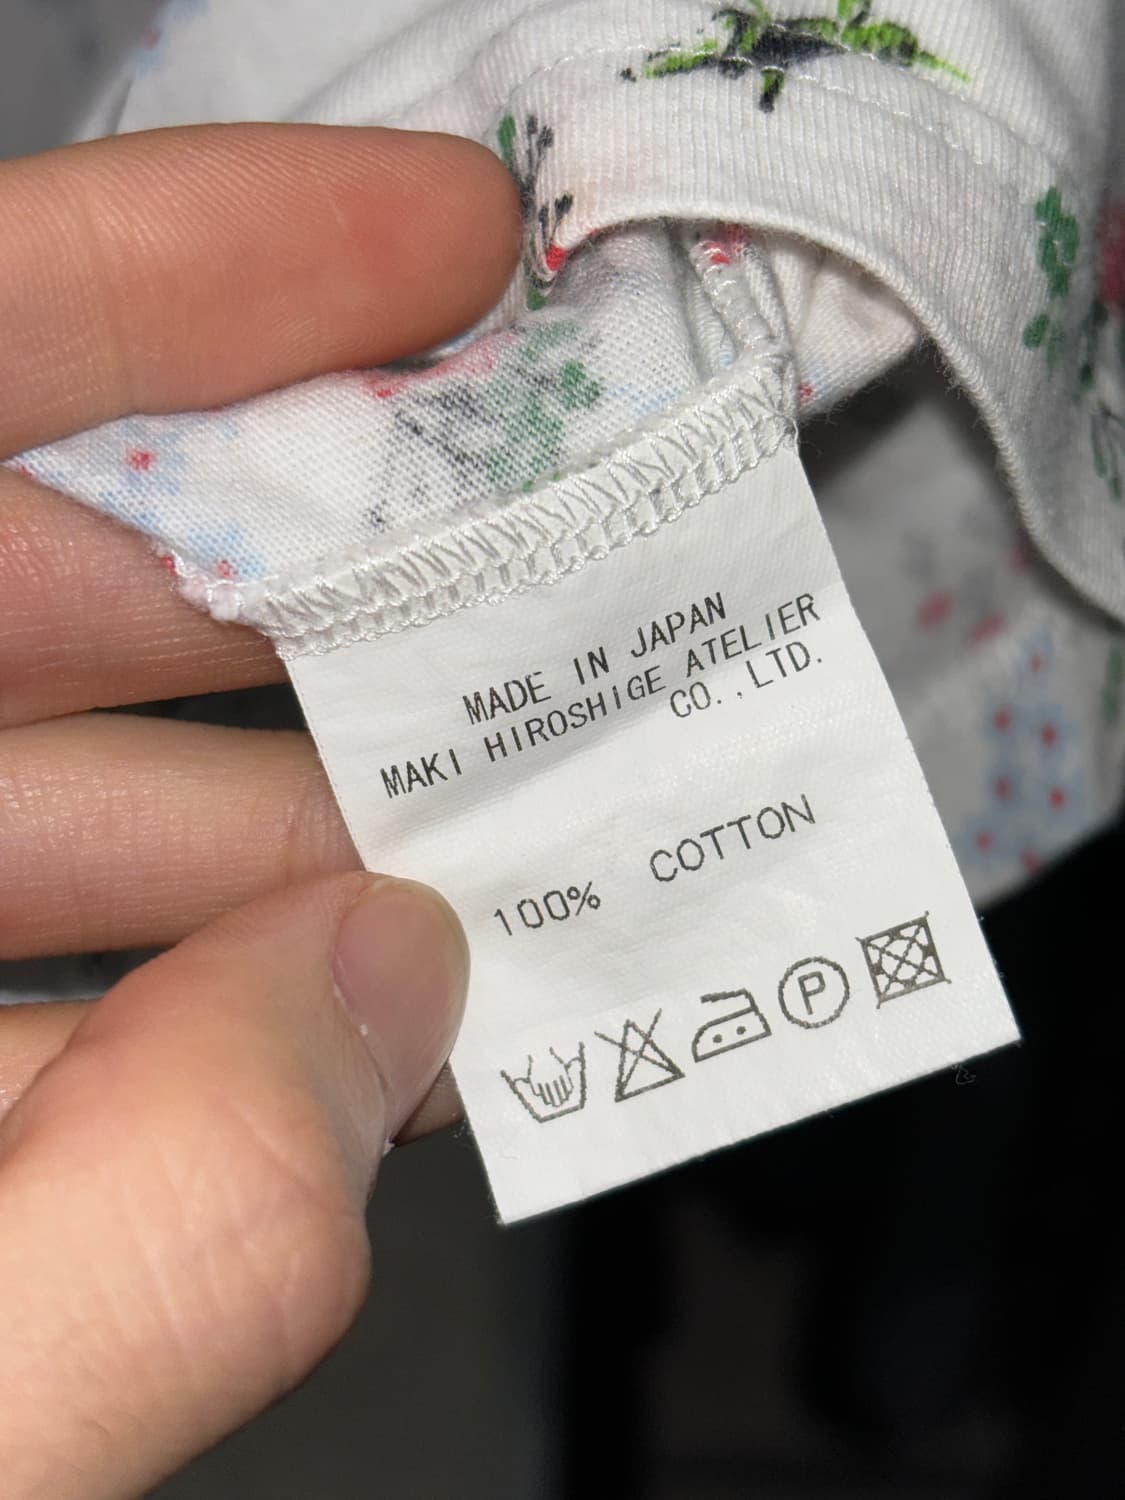 MADE IN JAPAN
MAKI HIROSHIGE ATELIER
CO.,LTD.
100% COTTON
P